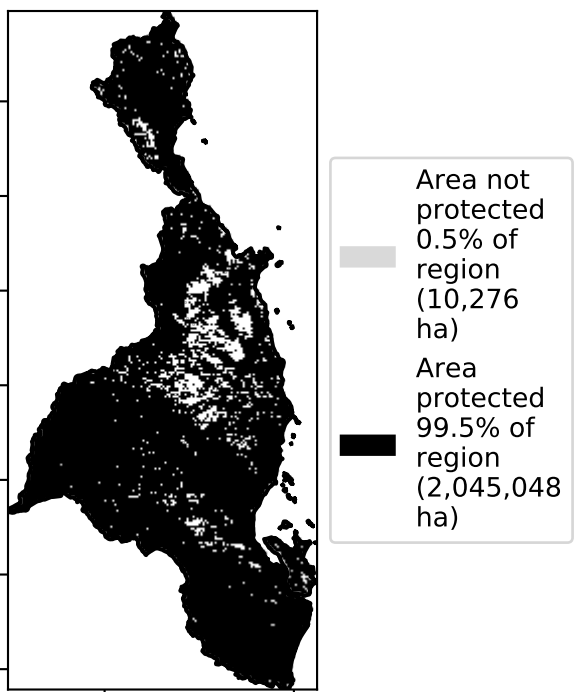 Area not
protected
0.5% of
region
(10,276
ha)
Area
protected
99.5% of
region
(2,045,048
ha)